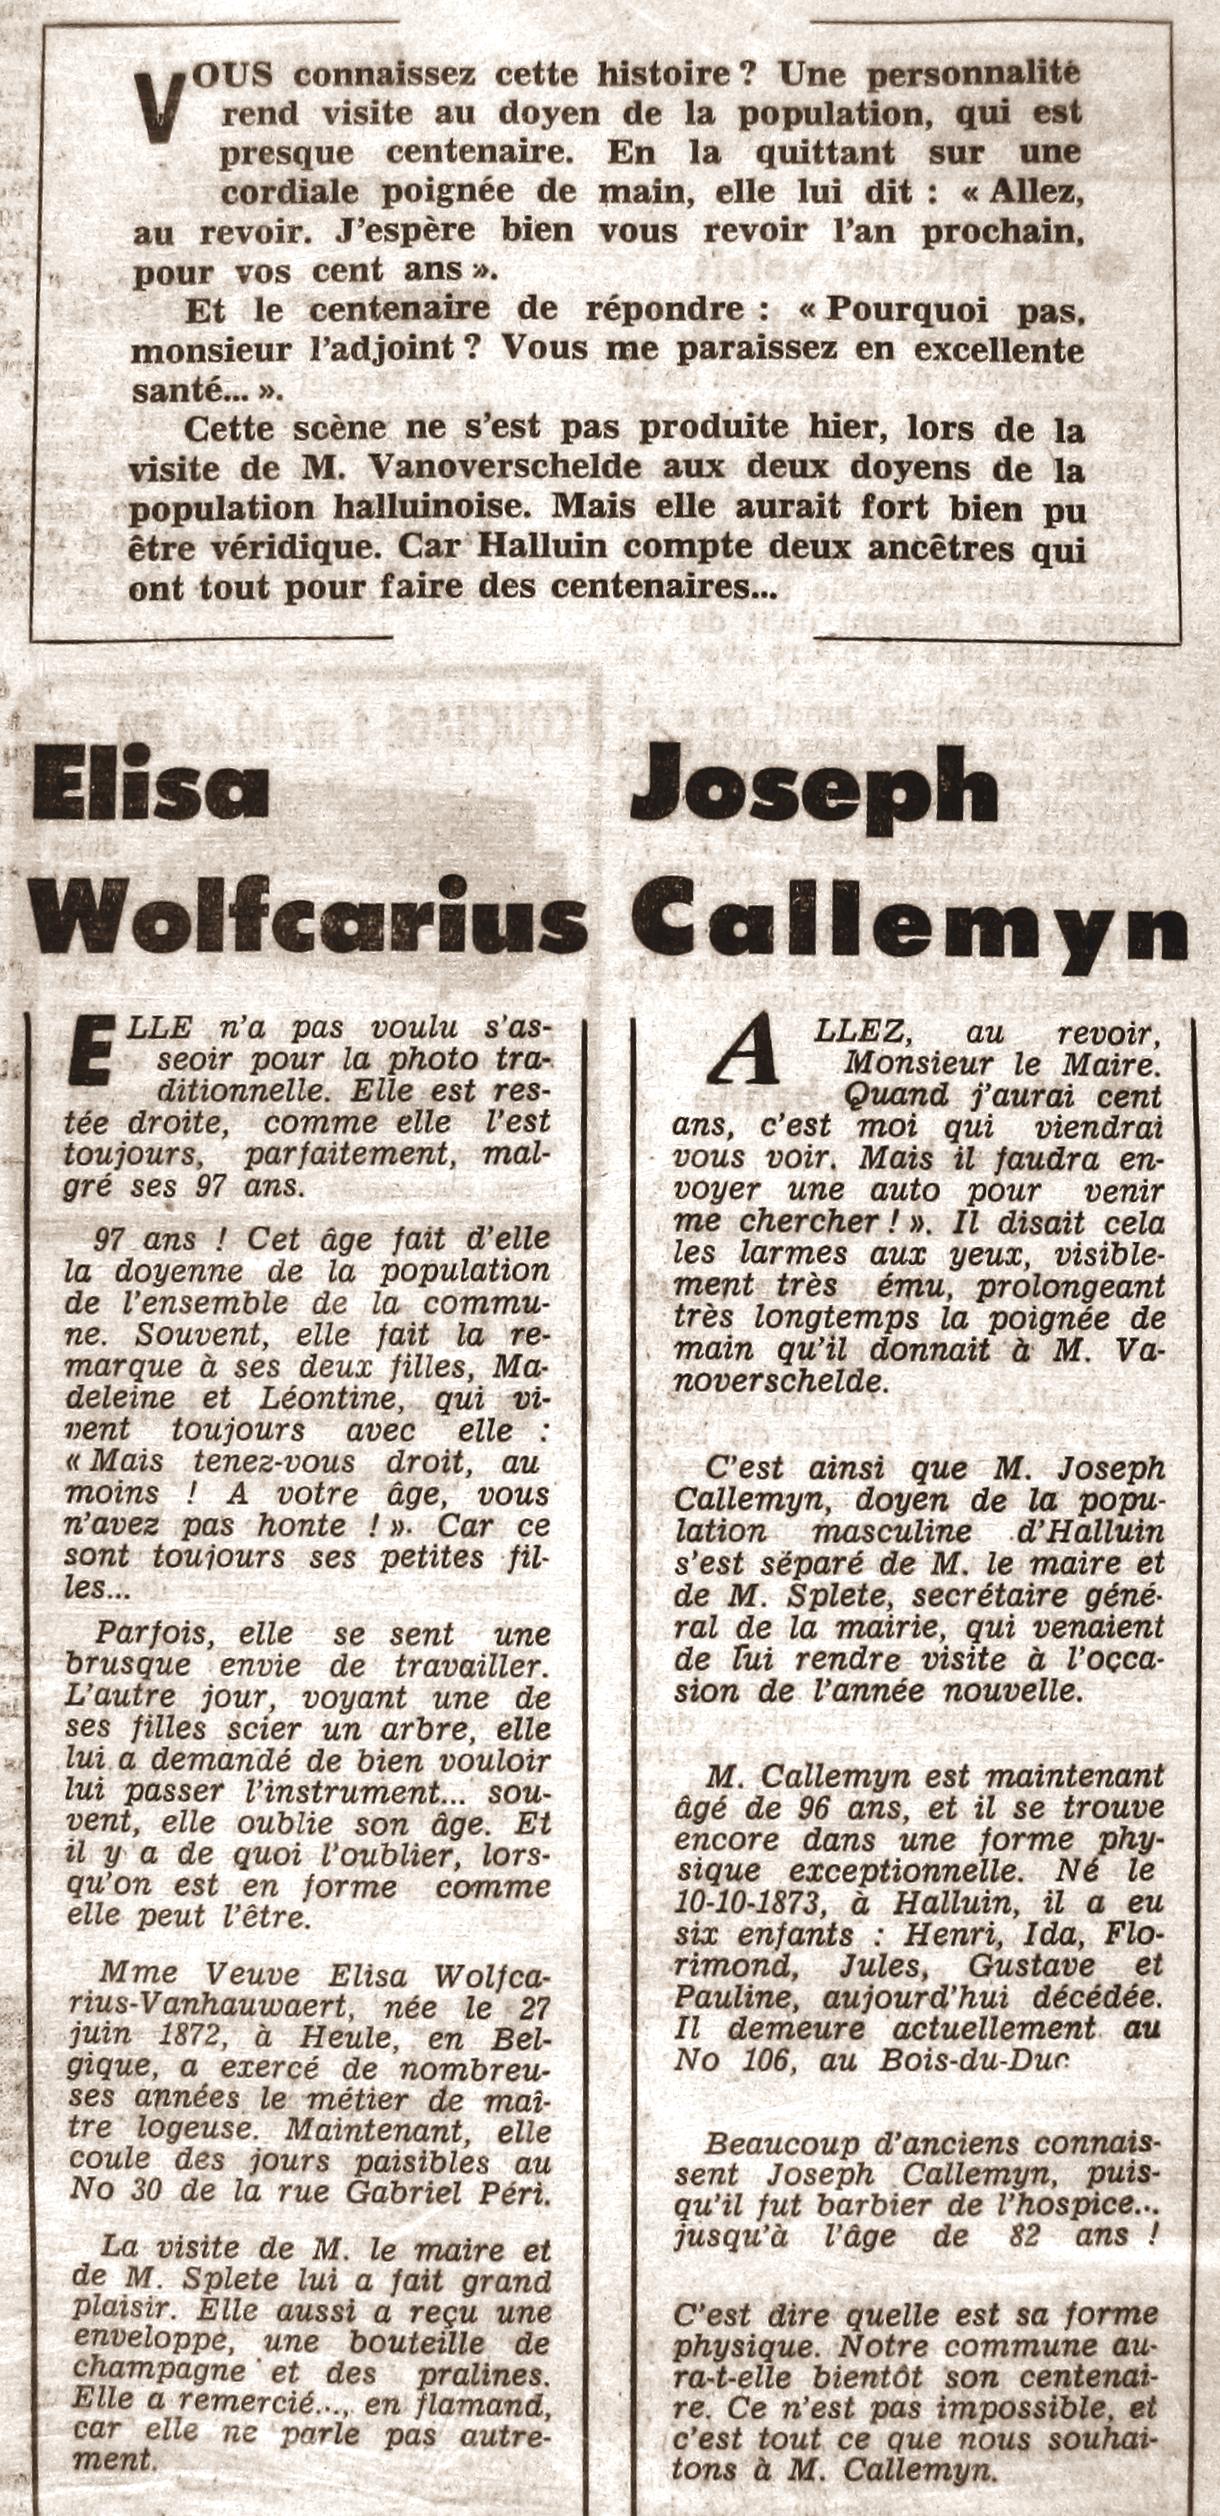 VOUS connaissez cette histoire ? Une personnalité
rend visite au doyen de la population, qui est
presque centenaire. En la quittant sur une
cordiale poignée de main, elle lui dit : « Allez,
au revoir. J'espère bien vous revoir l'an prochain,
pour vos cent ans ».
Et le centenaire de répondre : « Pourquoi pas,
monsieur l'adjoint ? Vous me paraissez en excellente
santé... ».
Cette scène ne s'est pas produite hier, lors de la
visite de M. Vanoverschelde aux deux doyens de la
population halluinoise. Mais elle aurait fort bien pu
être véridique. Car Halluin compte deux ancêtres qui
ont tout pour faire des centenaires...
Elisa
Wolfcarius
ELLE n'a pas voulu s'as-
seoir pour la photo tra-
ditionnelle. Elle est res-
tée droite, comme elle l'est
toujours, parfaitement, mal-
gré ses 97 ans.
97 ans ! Cet âge fait d'elle
la doyenne de la population
de l'ensemble de la commu-
ne. Souvent, elle fait la re-
marque à ses deux filles, Ma-
deleine et Léontine, qui vi-
vent toujours avec elle :
« Mais tenez-vous droit, au
moins ! A votre âge, vous
n'avez pas honte ! ». Car ce
sont toujours ses petites fil-
les...
Parfois, elle se sent une
brusque envie de travailler.
L'autre jour, voyant une de
ses filles scier un arbre, elle
lui a demandé de bien vouloir
lui passer l'instrument... sou-
vent, elle oublie son âge. Et
il y a de quoi l'oublier, lors-
qu'on est en forme comme
elle peut l'être.
Mme Veuve Elisa Wolfca-
rius-Vanhauwaert, née le 27
juin 1872, à Heule, en Bel-
gique, a exercé de nombreu-
ses années le métier de maî-
tre logeuse. Maintenant, elle
coule des jours paisibles au
No 30 de la rue Gabriel Péri.
La visite de M. le maire et
de M. Splete lui a fait grand
plaisir. Elle aussi a reçu une
enveloppe, une bouteille de
champagne et des pralines.
Elle a remercié..., en flamand,
car elle ne parle pas autre-
ment.
Joseph
Callemyn
ALLEZ, au revoir,
Monsieur le Maire.
Quand j'aurai cent
ans, c'est moi qui viendrai
vous voir. Mais il faudra en-
voyer une auto pour venir
me chercher ! ». Il disait cela
les larmes aux yeux, visible-
ment très ému, prolongeant
très longtemps la poignée de
main qu'il donnait à M. Va-
noverschelde.
C'est ainsi que M. Joseph
Callemyn, doyen de la popu-
lation masculine d'Halluin
s'est séparé de M. le maire et
de M. Splete, secrétaire géné-
ral de la mairie, qui venaient
de lui rendre visite à l'occa-
sion de l'année nouvelle.
M. Callemyn est maintenant
âgé de 96 ans, et il se trouve
encore dans une forme phy-
sique exceptionnelle. Né le
10-10-1873, à Halluin, il a eu
six enfants : Henri, Ida, Flo-
rimond, Jules, Gustave et
Pauline, aujourd'hui décédée.
Il demeure actuellement au
No 106, au Bois-du-Duc
Beaucoup d'anciens connais-
sent Joseph Callemyn, puis-
qu'il fut barbier de l'hospice...
jusqu'à l'âge de 82 ans !
C'est dire quelle est sa forme
physique. Notre commune au-
ra-t-elle bientôt son centenai-
re. Ce n'est pas impossible, et
c'est tout ce que nous souhai-
tons à M. Callemyn.